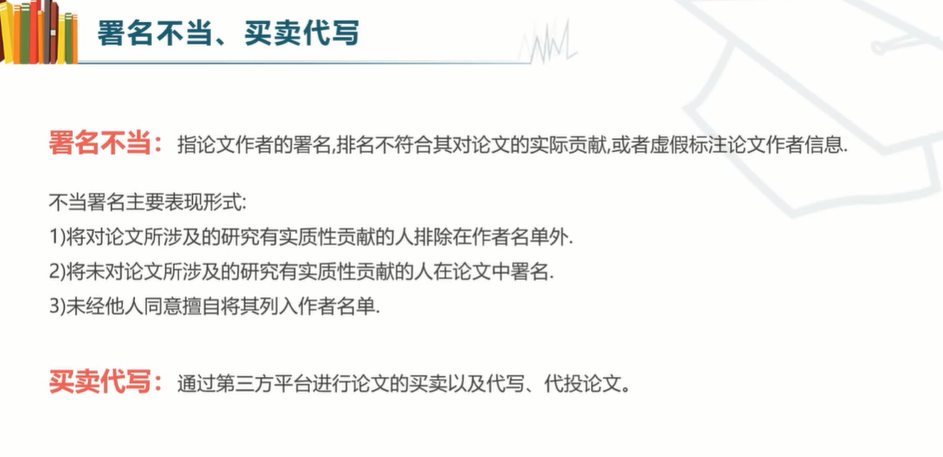 署名不当、买卖代写
署名不当：指论文作者的署名,排名不符合其对论文的实际贡献,或者虚假标注论文作者信息.
不当署名主要表现形式:
1)将对论文所涉及的研究有实质性贡献的人排除在作者名单外.
2)将未对论文所涉及的研究有实质性贡献的人在论文中署名.
3)未经他人同意擅自将其列入作者名单.
买卖代写：通过第三方平台进行论文的买卖以及代写、代投论文。